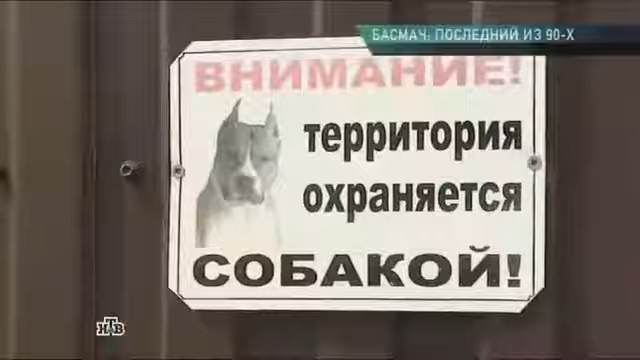 БАСМАЧ: ПОСЛЕДНИЙ ИЗ 90-Х
ВНИМАНИЕ!
территория
охраняется
СОБАКОЙ!
НТВ